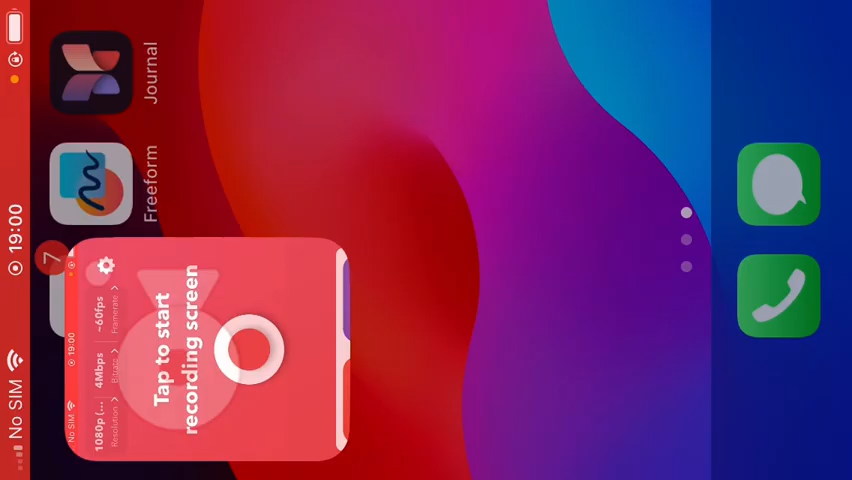 No SIM 19:00
Journal
Freeform
7
No SIM 19:00
1080p (... 4Mbps ~60fps
Resolution Bitrate Framerate
Tap to start
recording screen